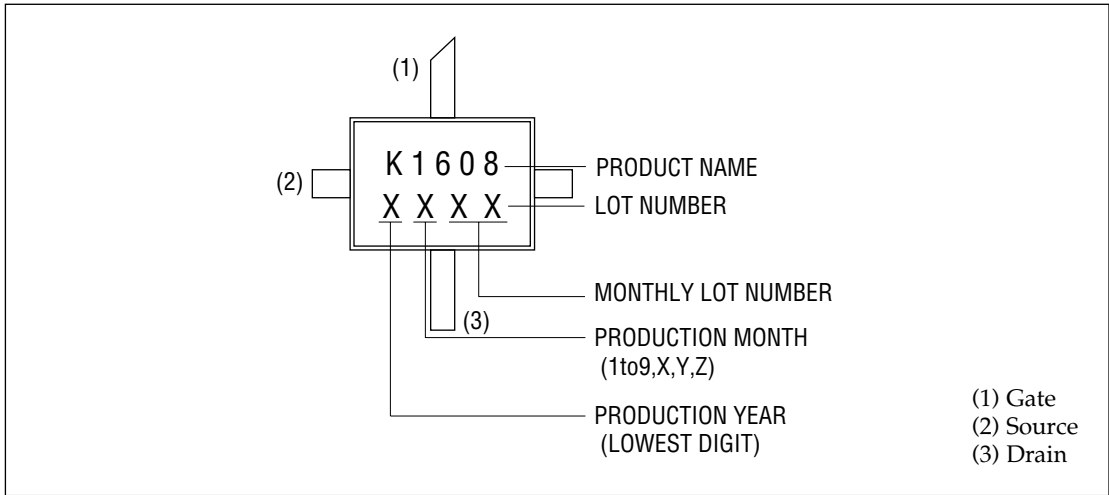 (1)
K1608
PRODUCT NAME
(2)
XXXX
LOT NUMBER
MONTHLY LOT NUMBER
(3)
PRODUCTION MONTH
(1to9,X,Y,Z)
PRODUCTION YEAR
(LOWEST DIGIT)
(1) Gate
(2) Source
(3) Drain